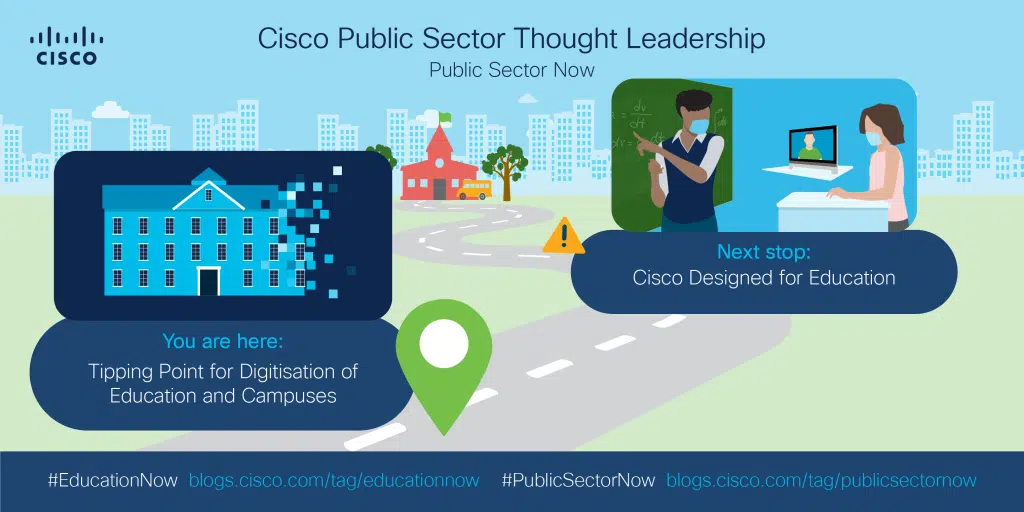 CISCO
Cisco Public Sector Thought Leadership
Public Sector Now
Next stop:
Cisco Designed for Education
You are here:
Tipping Point for Digitisation of
Education and Campuses
#EducationNow blogs.cisco.com/tag/educationnow #PublicSectorNow blogs.cisco.com/tag/publicsectornow